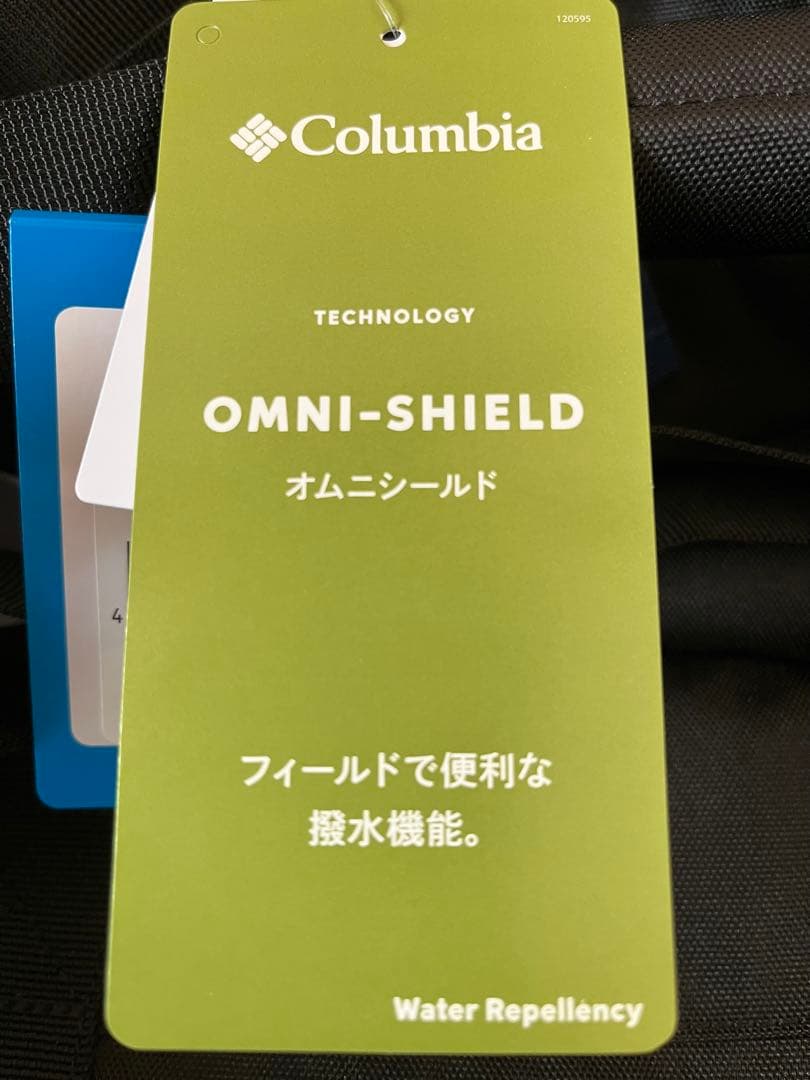 120595
Columbia
TECHNOLOGY
OMNI-SHIELD
オムニシールド
4
フィールドで便利な
撥水機能。
Water Repellency